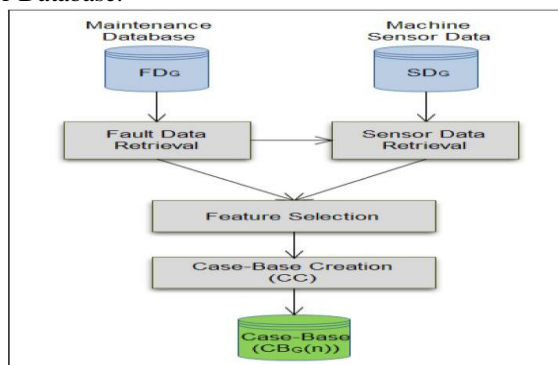 r Database.
Maintenance Database
Machine Sensor Data
FDG
SDG
Fault Data Retrieval
Sensor Data Retrieval
Feature Selection
Case-Base Creation
(CC)
Case-Base
(CBG(n))